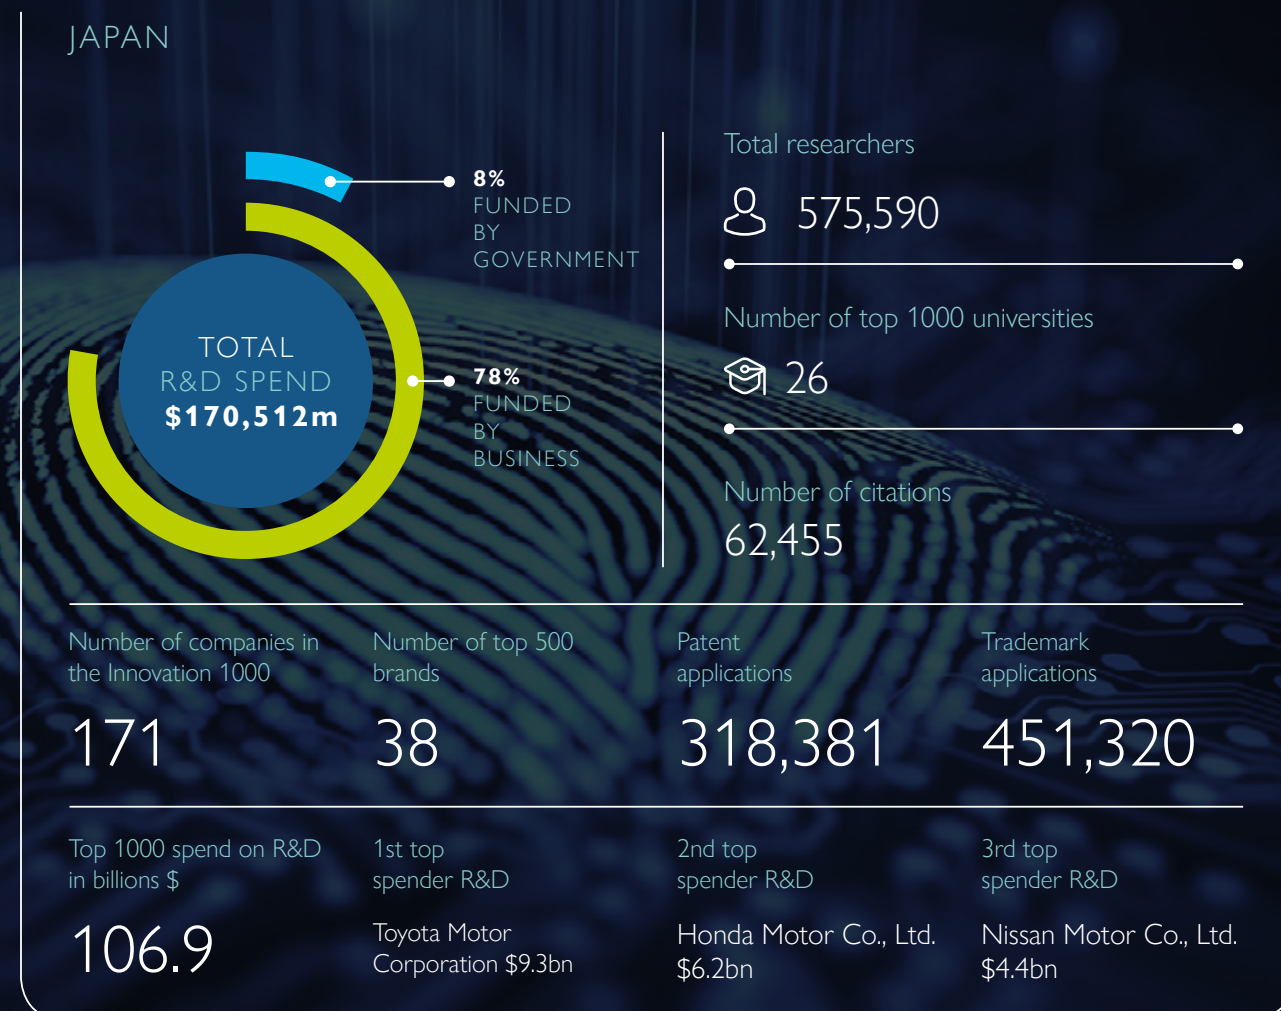 JAPAN
8%
FUNDED
BY
GOVERNMENT
TOTAL
R&D SPEND
$170,512m
78%
FUNDED
BY
BUSINESS
Total researchers
575,590
Number of top 1000 universities
26
Number of citations
62,455
Number of companies in
the Innovation 1000
171
Number of top 500
brands
38
Patent
applications
318,381
Trademark
applications
451,320
Top 1000 spend on R&D
in billions $
106.9
1st top
spender R&D
Toyota Motor
Corporation $9.3bn
2nd top
spender R&D
Honda Motor Co., Ltd.
$6.2bn
3rd top
spender R&D
Nissan Motor Co., Ltd.
$4.4bn